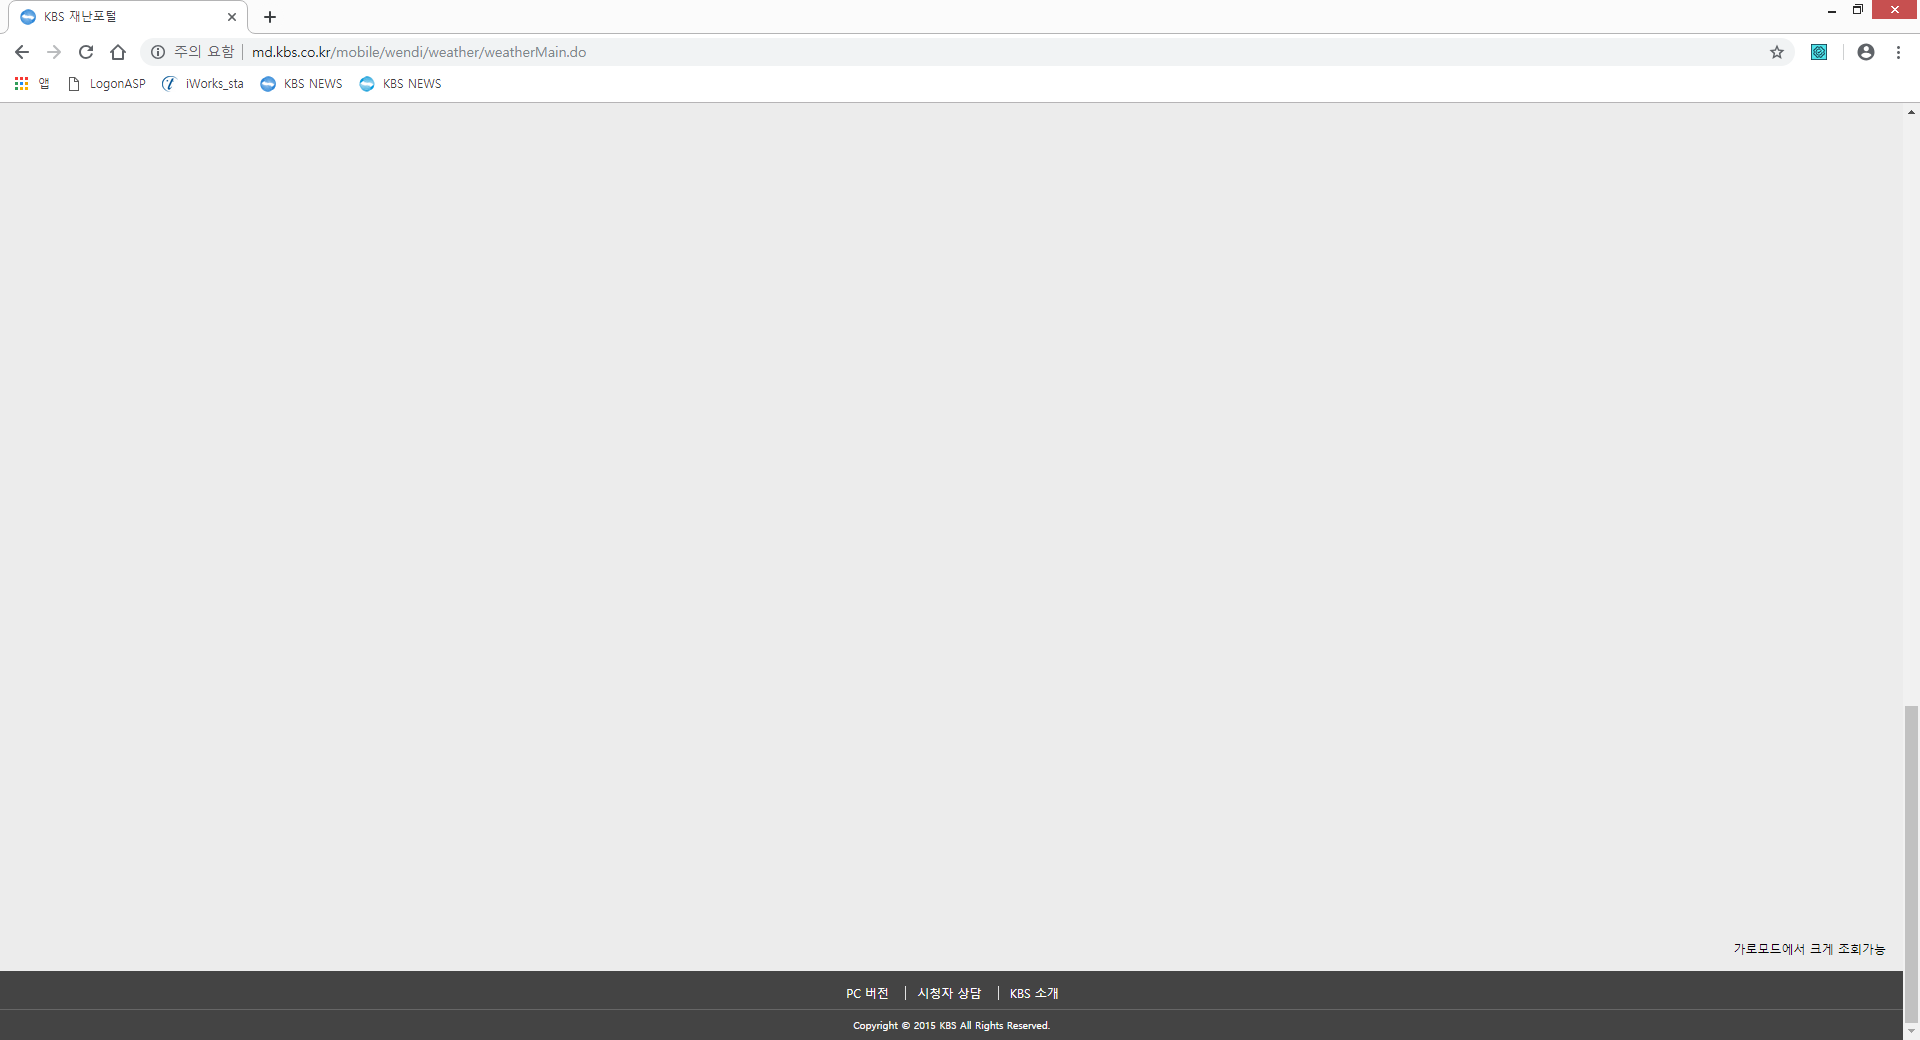 KBS 재난포털
주의 요함 md.kbs.co.kr/mobile/wendi/weather/weatherMain.do
앱 LogonASP iWorks_sta KBS NEWS KBS NEWS
가로모드에서 크게 조회가능
PC 버전 시청자 상담 KBS 소개
Copyright © 2015 KBS All Rights Reserved.